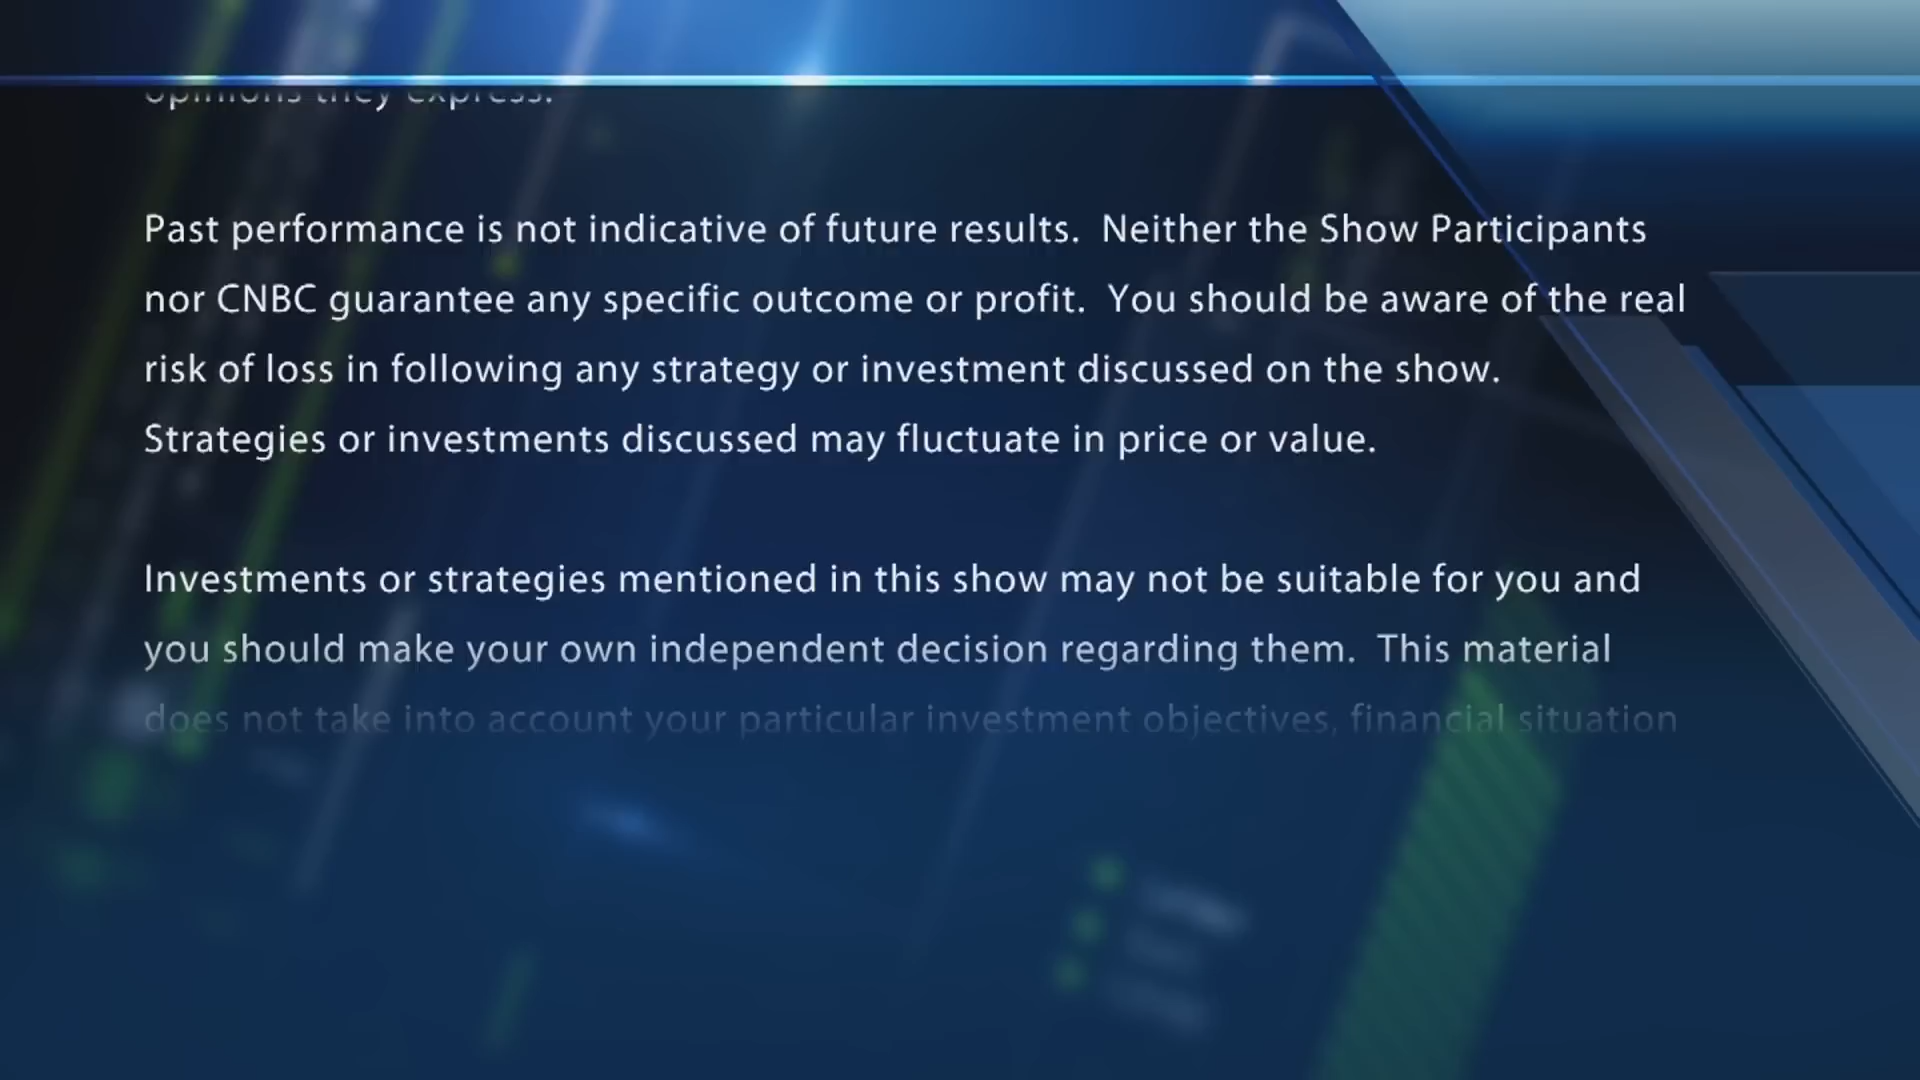 opinions they express.
Past performance is not indicative of future results.  Neither the Show Participants
nor CNBC guarantee any specific outcome or profit.  You should be aware of the real
risk of loss in following any strategy or investment discussed on the show.
Strategies or investments discussed may fluctuate in price or value.
Investments or strategies mentioned in this show may not be suitable for you and
you should make your own independent decision regarding them.  This material
does not take into account your particular investment objectives, financial situation